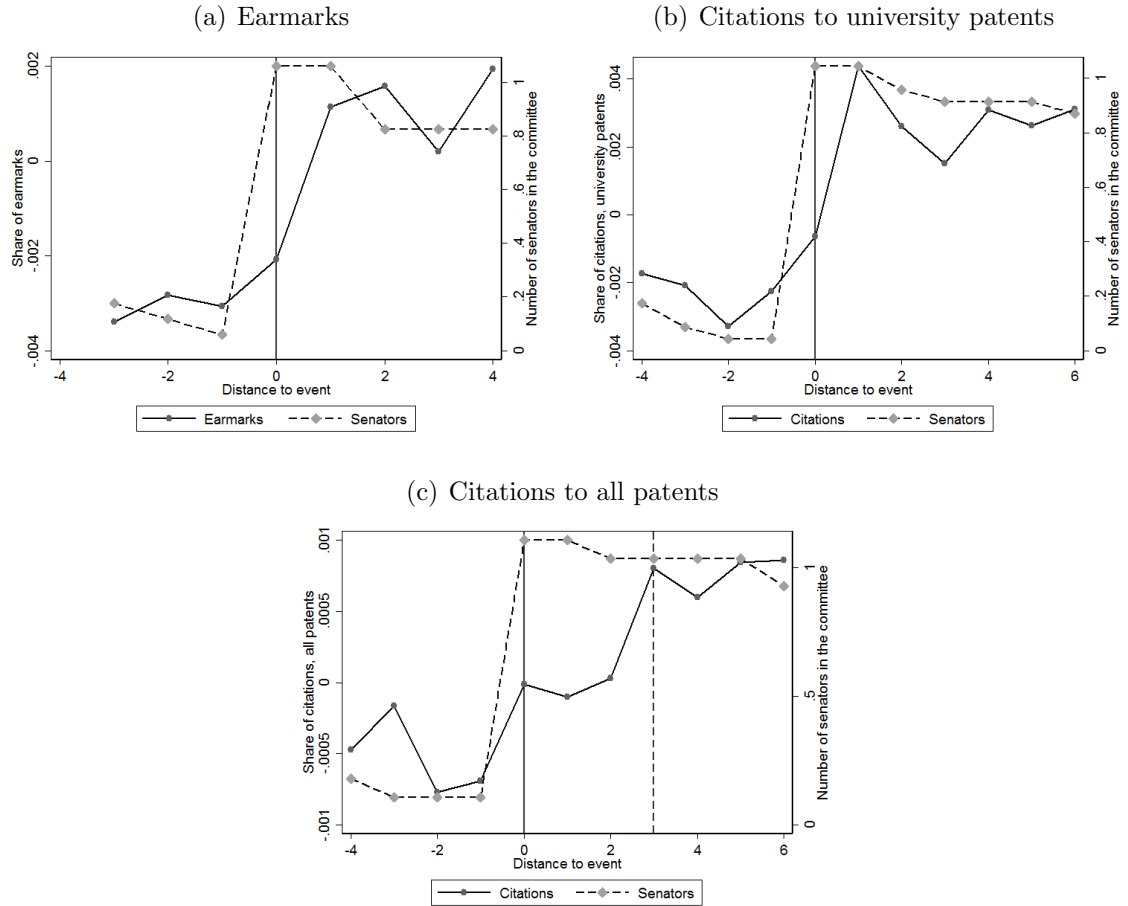 (a) Earmarks
Share of earmarks
.002
0
-.002
-.004
Number of senators in the committee
1
.8
.6
.4
.2
0
-4 -2 0 2 4
Distance to event
Earmarks Senators
(b) Citations to university patents
Share of citations, university patents
.004
.002
0
-.002
-.004
Number of senators in the committee
1
.8
.6
.4
.2
0
-4 -2 0 2 4 6
Distance to event
Citations Senators
(c) Citations to all patents
Share of citations, all patents
.001
.0005
0
-.0005
-.001
Number of senators in the committee
1
.5
0
-4 -2 0 2 4 6
Distance to event
Citations Senators